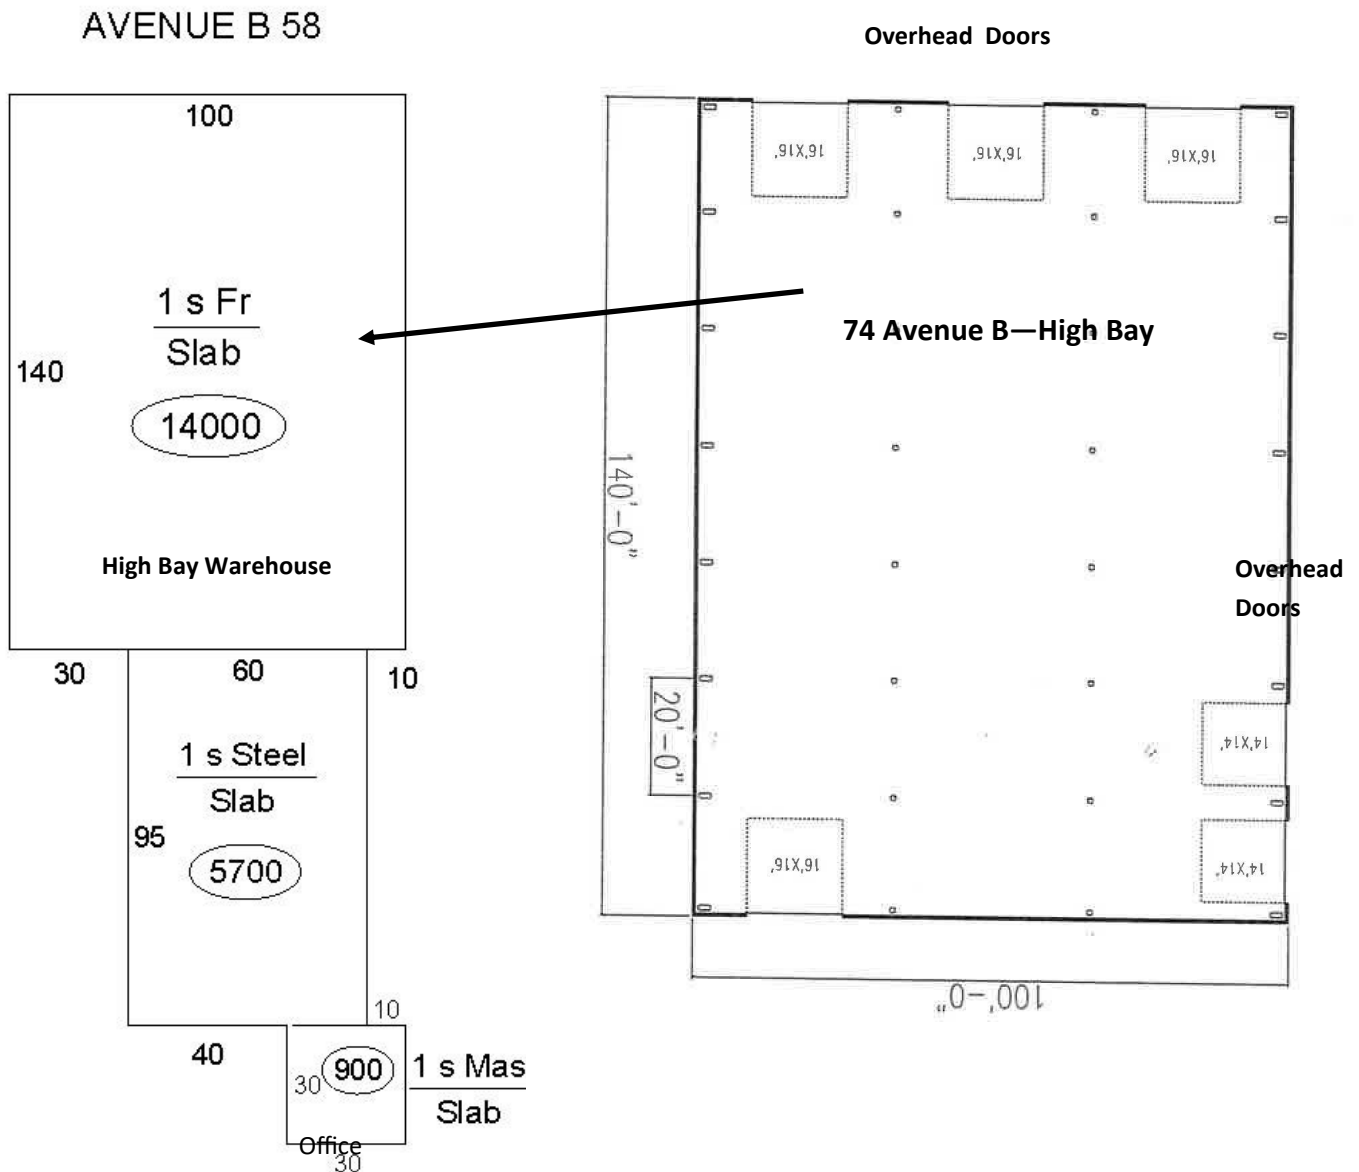 AVENUE B 58
100
1 s Fr
Slab
140
14000
High Bay Warehouse
30
60
10
1 s Steel
Slab
95
5700
10
40
30
900
1 s Mas
Slab
Office
30
Overhead Doors
16'X16'
16'X16'
16'X16'
74 Avenue B—High Bay
140'-0"
Overhead
Doors
20'-0"
14'X14'
14'X14'
16'X16'
100'-0"